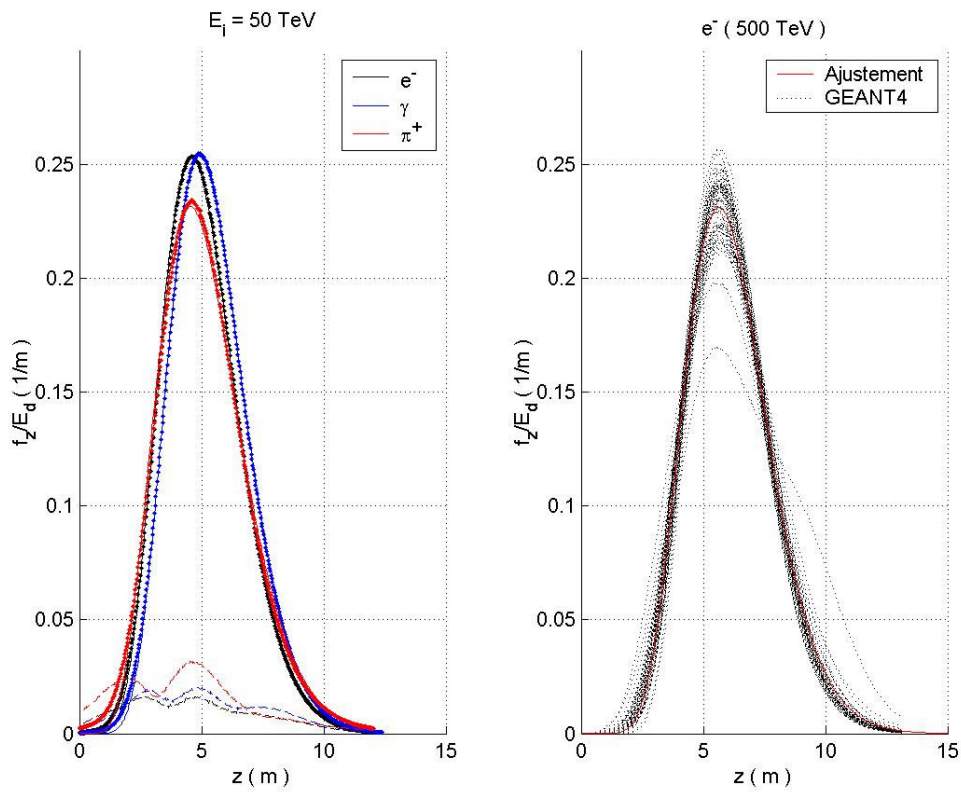 E_i = 50 TeV
e^-
γ
π^+
0.25
0.2
0.15
0.1
0.05
0
0 5 10 15
f_z/E_d ( 1/m )
z ( m )
e^- ( 500 TeV )
Ajustement
GEANT4
0.25
0.2
0.15
0.1
0.05
0
0 5 10 15
f_z/E_d ( 1/m )
z ( m )